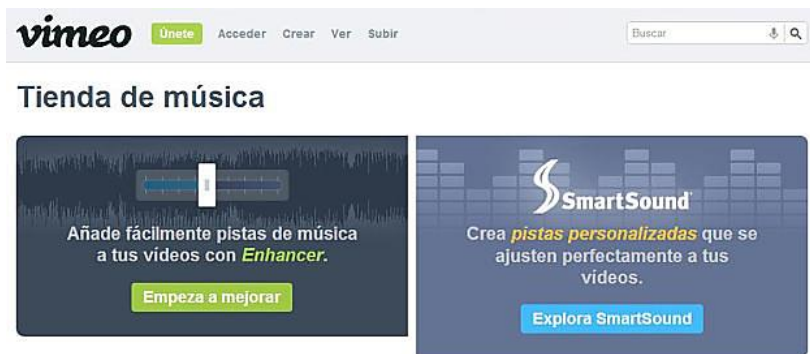 vimeo Únete Acceder Crear Ver Subir Buscar
Tienda de música
Añade fácilmente pistas de música
a tus vídeos con Enhancer.
Empeza a mejorar
SmartSound
Crea pistas personalizadas que se
ajusten perfectamente a tus
vídeos.
Explora SmartSound